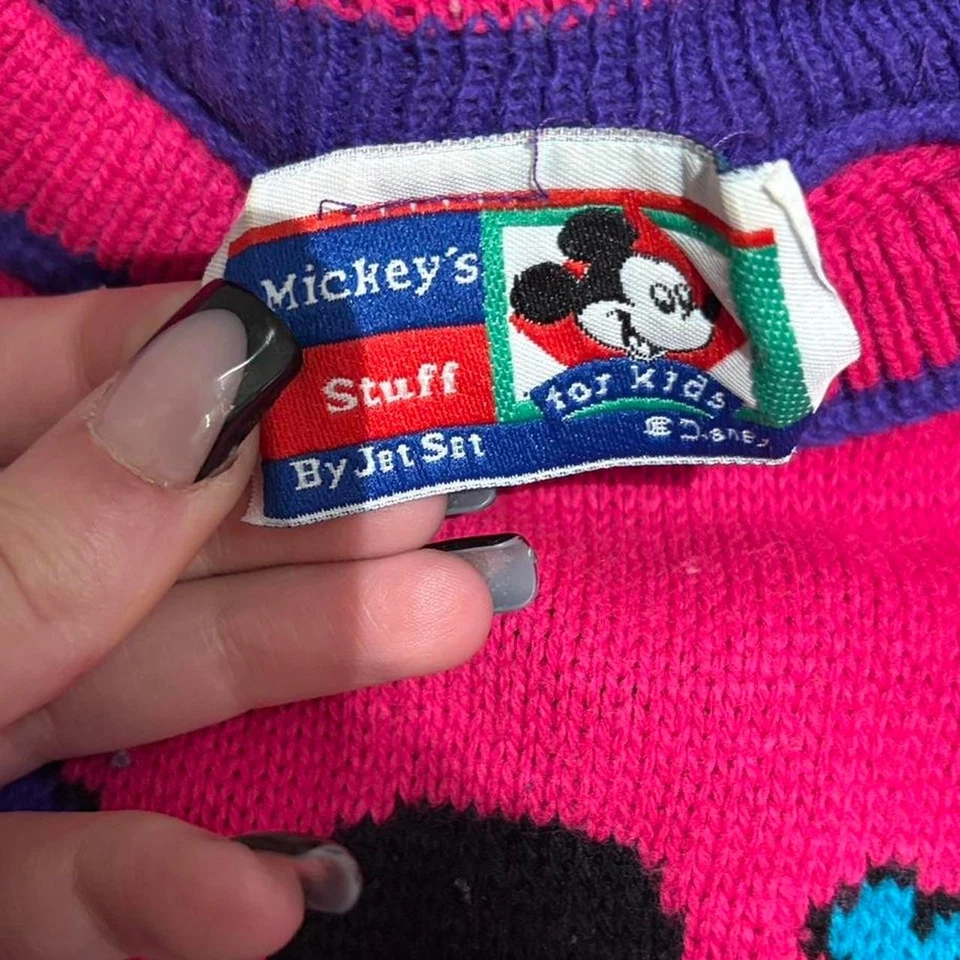 Mickey's
Stuff
for kids
By Jet Set
© Disney